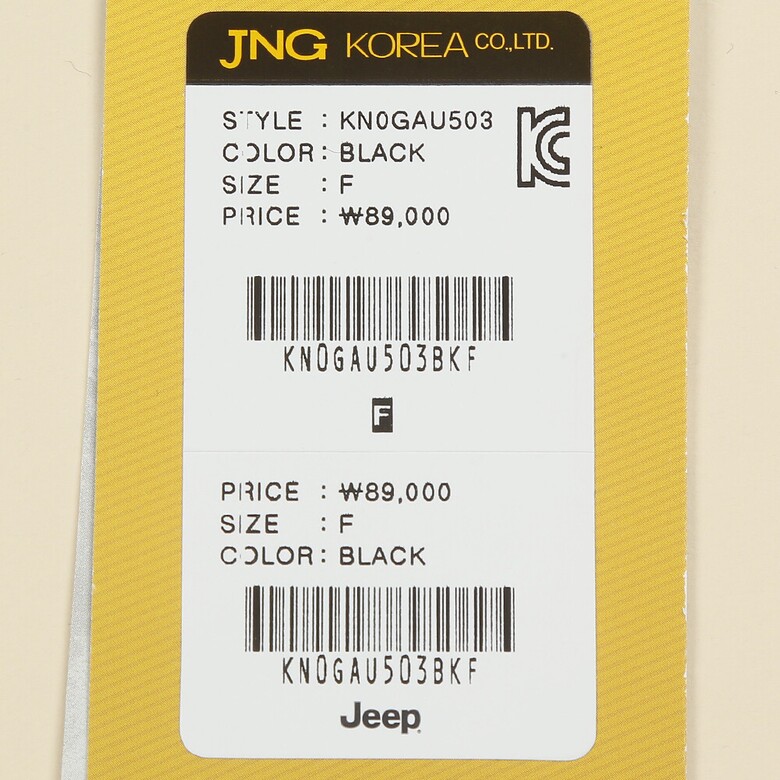 JNG KOREA CO.,LTD.
STYLE : KN0GAU503
COLOR : BLACK
SIZE : F
PRICE : ₩89,000
KC
KN0GAU503BKF
F
PRICE : ₩89,000
SIZE : F
COLOR : BLACK
KN0GAU503BKF
Jeep